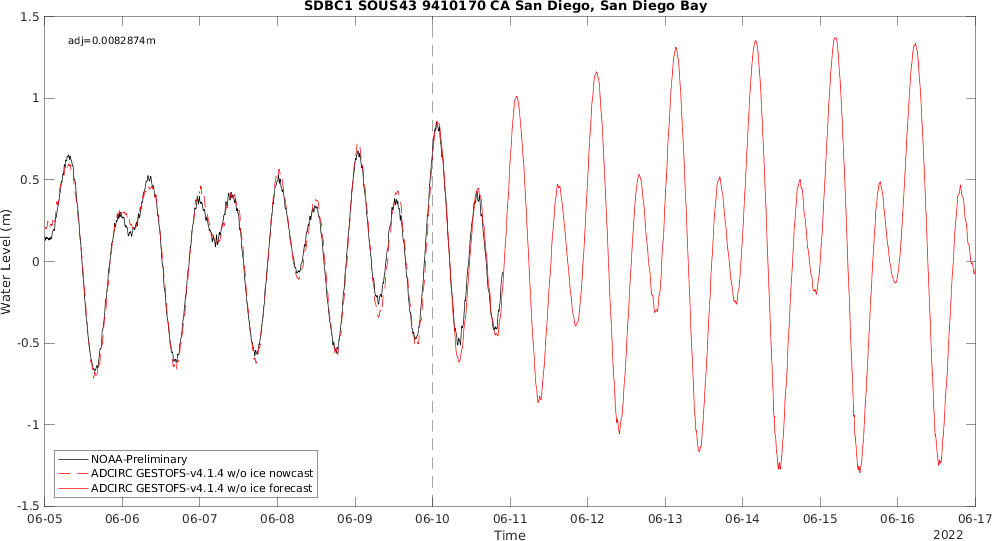 SDBC1 SOUS43 9410170 CA San Diego, San Diego Bay
adj=0.0082874m
Water Level (m)
1.5
1
0.5
0
-0.5
-1
-1.5
NOAA-Preliminary
ADCIRC GESTOFS-v4.1.4 w/o ice nowcast
ADCIRC GESTOFS-v4.1.4 w/o ice forecast
06-05 06-06 06-07 06-08 06-09 06-10 06-11 06-12 06-13 06-14 06-15 06-16 06-17
Time
2022